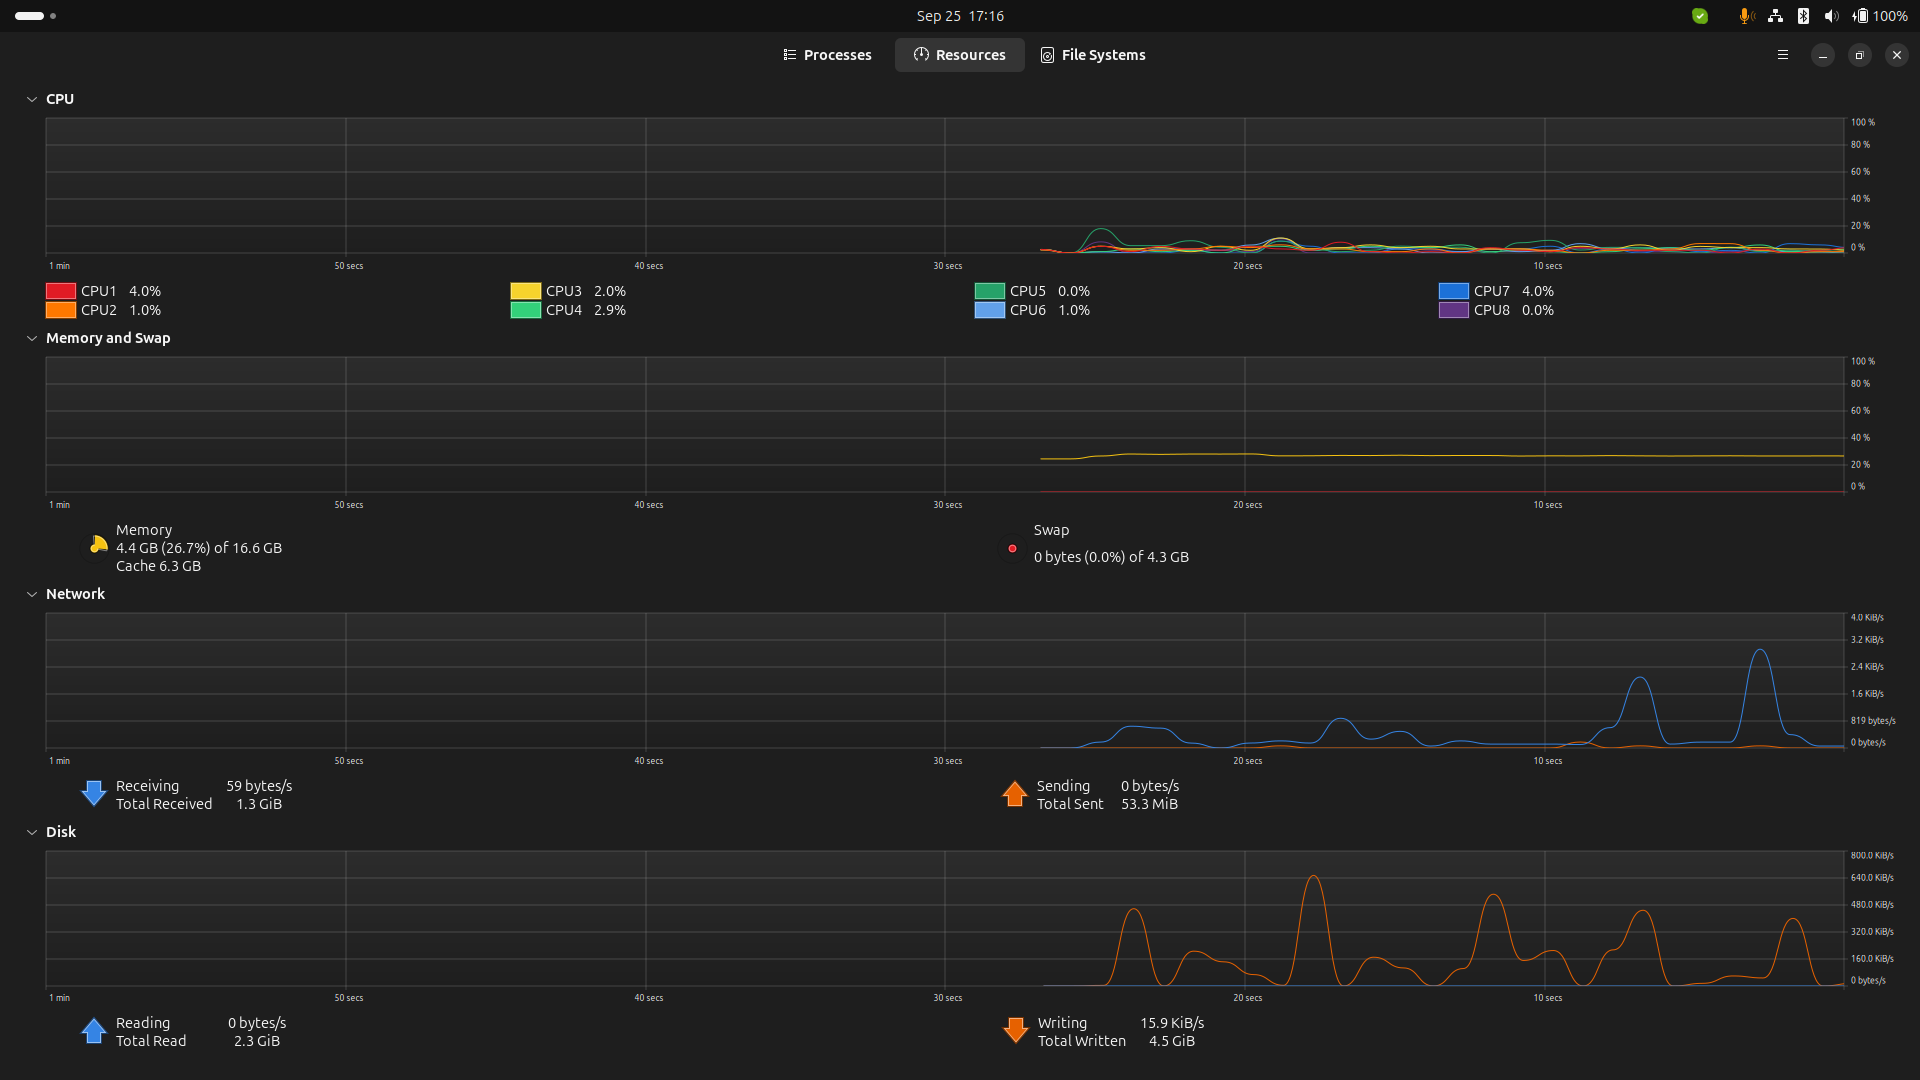 Sep 25 17:16
100%
Processes
Resources
File Systems
CPU
100 %
80 %
60 %
40 %
20 %
0 %
1 min
50 secs
40 secs
30 secs
20 secs
10 secs
CPU1 4.0%
CPU3 2.0%
CPU5 0.0%
CPU7 4.0%
CPU2 1.0%
CPU4 2.9%
CPU6 1.0%
CPU8 0.0%
Memory and Swap
100 %
80 %
60 %
40 %
20 %
0 %
1 min
50 secs
40 secs
30 secs
20 secs
10 secs
Memory
4.4 GB (26.7%) of 16.6 GB
Cache 6.3 GB
Swap
0 bytes (0.0%) of 4.3 GB
Network
4.0 KiB/s
3.2 KiB/s
2.4 KiB/s
1.6 KiB/s
819 bytes/s
0 bytes/s
1 min
50 secs
40 secs
30 secs
20 secs
10 secs
Receiving 59 bytes/s
Total Received 1.3 GiB
Sending 0 bytes/s
Total Sent 53.3 MiB
Disk
800.0 KiB/s
640.0 KiB/s
480.0 KiB/s
320.0 KiB/s
160.0 KiB/s
0 bytes/s
1 min
50 secs
40 secs
30 secs
20 secs
10 secs
Reading 0 bytes/s
Total Read 2.3 GiB
Writing 15.9 KiB/s
Total Written 4.5 GiB